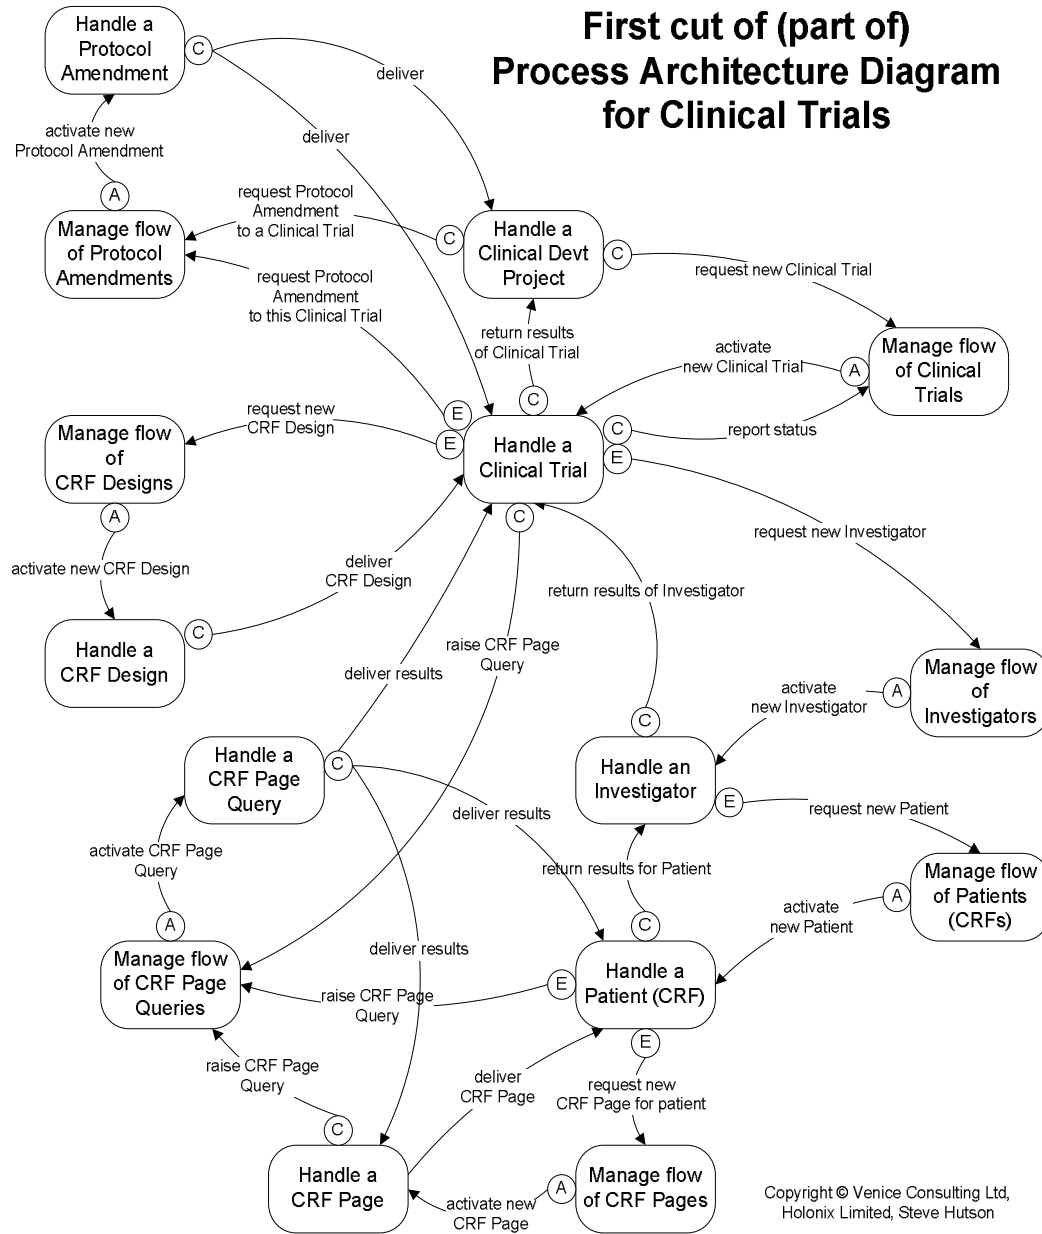 First cut of (part of)
Process Architecture Diagram
for Clinical Trials
Handle a
Protocol
Amendment
C
deliver
deliver
activate new
Protocol Amendment
A
Manage flow
of Protocol
Amendments
request Protocol
Amendment
to a Clinical Trial
C
Handle a
Clinical Devt
Project
C
request new Clinical Trial
request Protocol
Amendment
to this Clinical Trial
return results
of Clinical Trial
C
activate
new Clinical Trial
A
Manage flow
of Clinical
Trials
E
E
request new
CRF Design
Handle a
Clinical Trial
C
report status
E
request new Investigator
Manage flow
of
CRF Designs
A
activate new CRF Design
Handle a
CRF Design
C
deliver
CRF Design
C
raise CRF Page
Query
deliver results
return results of Investigator
C
Manage flow
of
Investigators
A
activate
new Investigator
Handle a
CRF Page
Query
C
deliver results
Handle an
Investigator
E
request new Patient
activate CRF Page
Query
A
return results for Patient
C
Manage flow
of Patients
(CRFs)
A
activate
new Patient
Manage flow
of CRF Page
Queries
deliver results
raise CRF Page
Query
E
Handle a
Patient (CRF)
E
raise CRF Page
Query
C
deliver
CRF Page
request new
CRF Page for patient
Handle a
CRF Page
activate new
CRF Page
A
Manage flow
of CRF Pages
Copyright © Venice Consulting Ltd,
Holonix Limited, Steve Hutson